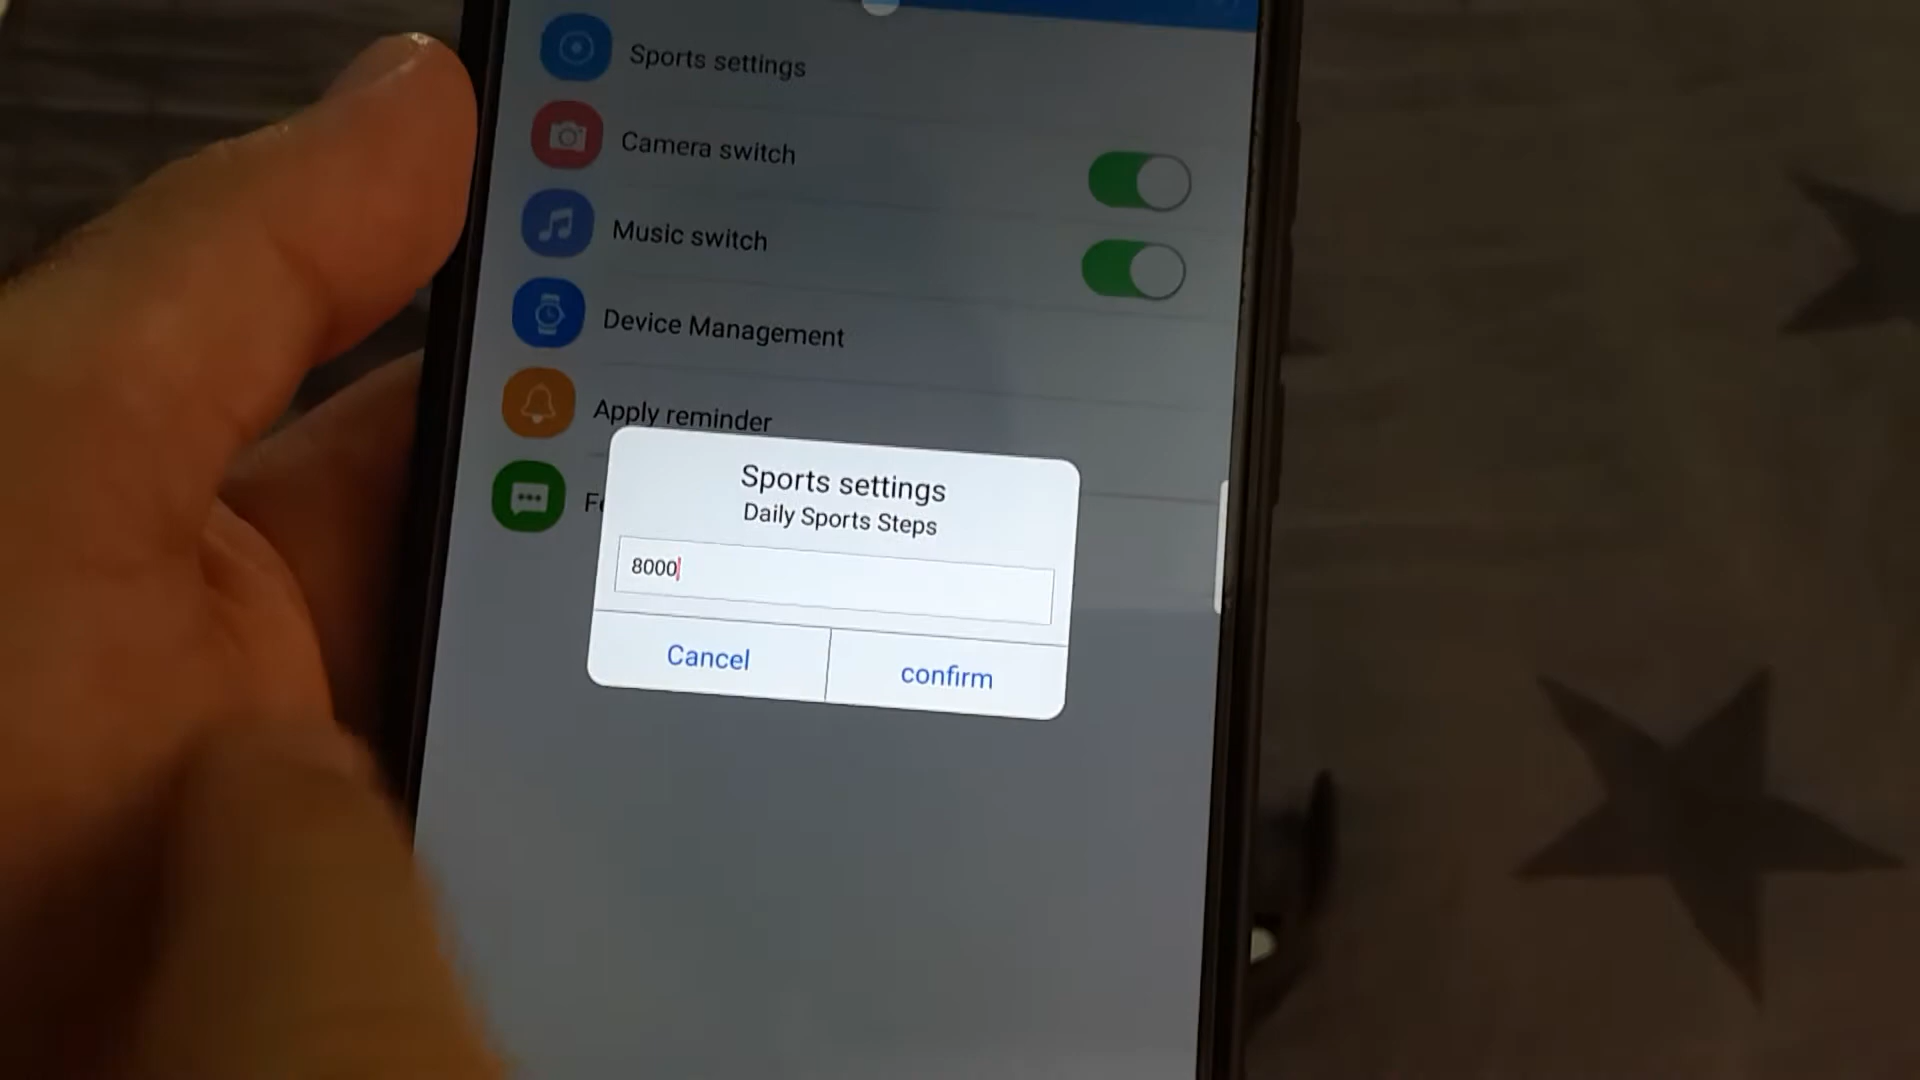 Sports settings
Camera switch
Music switch
Device Management
Apply reminder
Sports settings
Daily Sports Steps
8000
Cancel
confirm